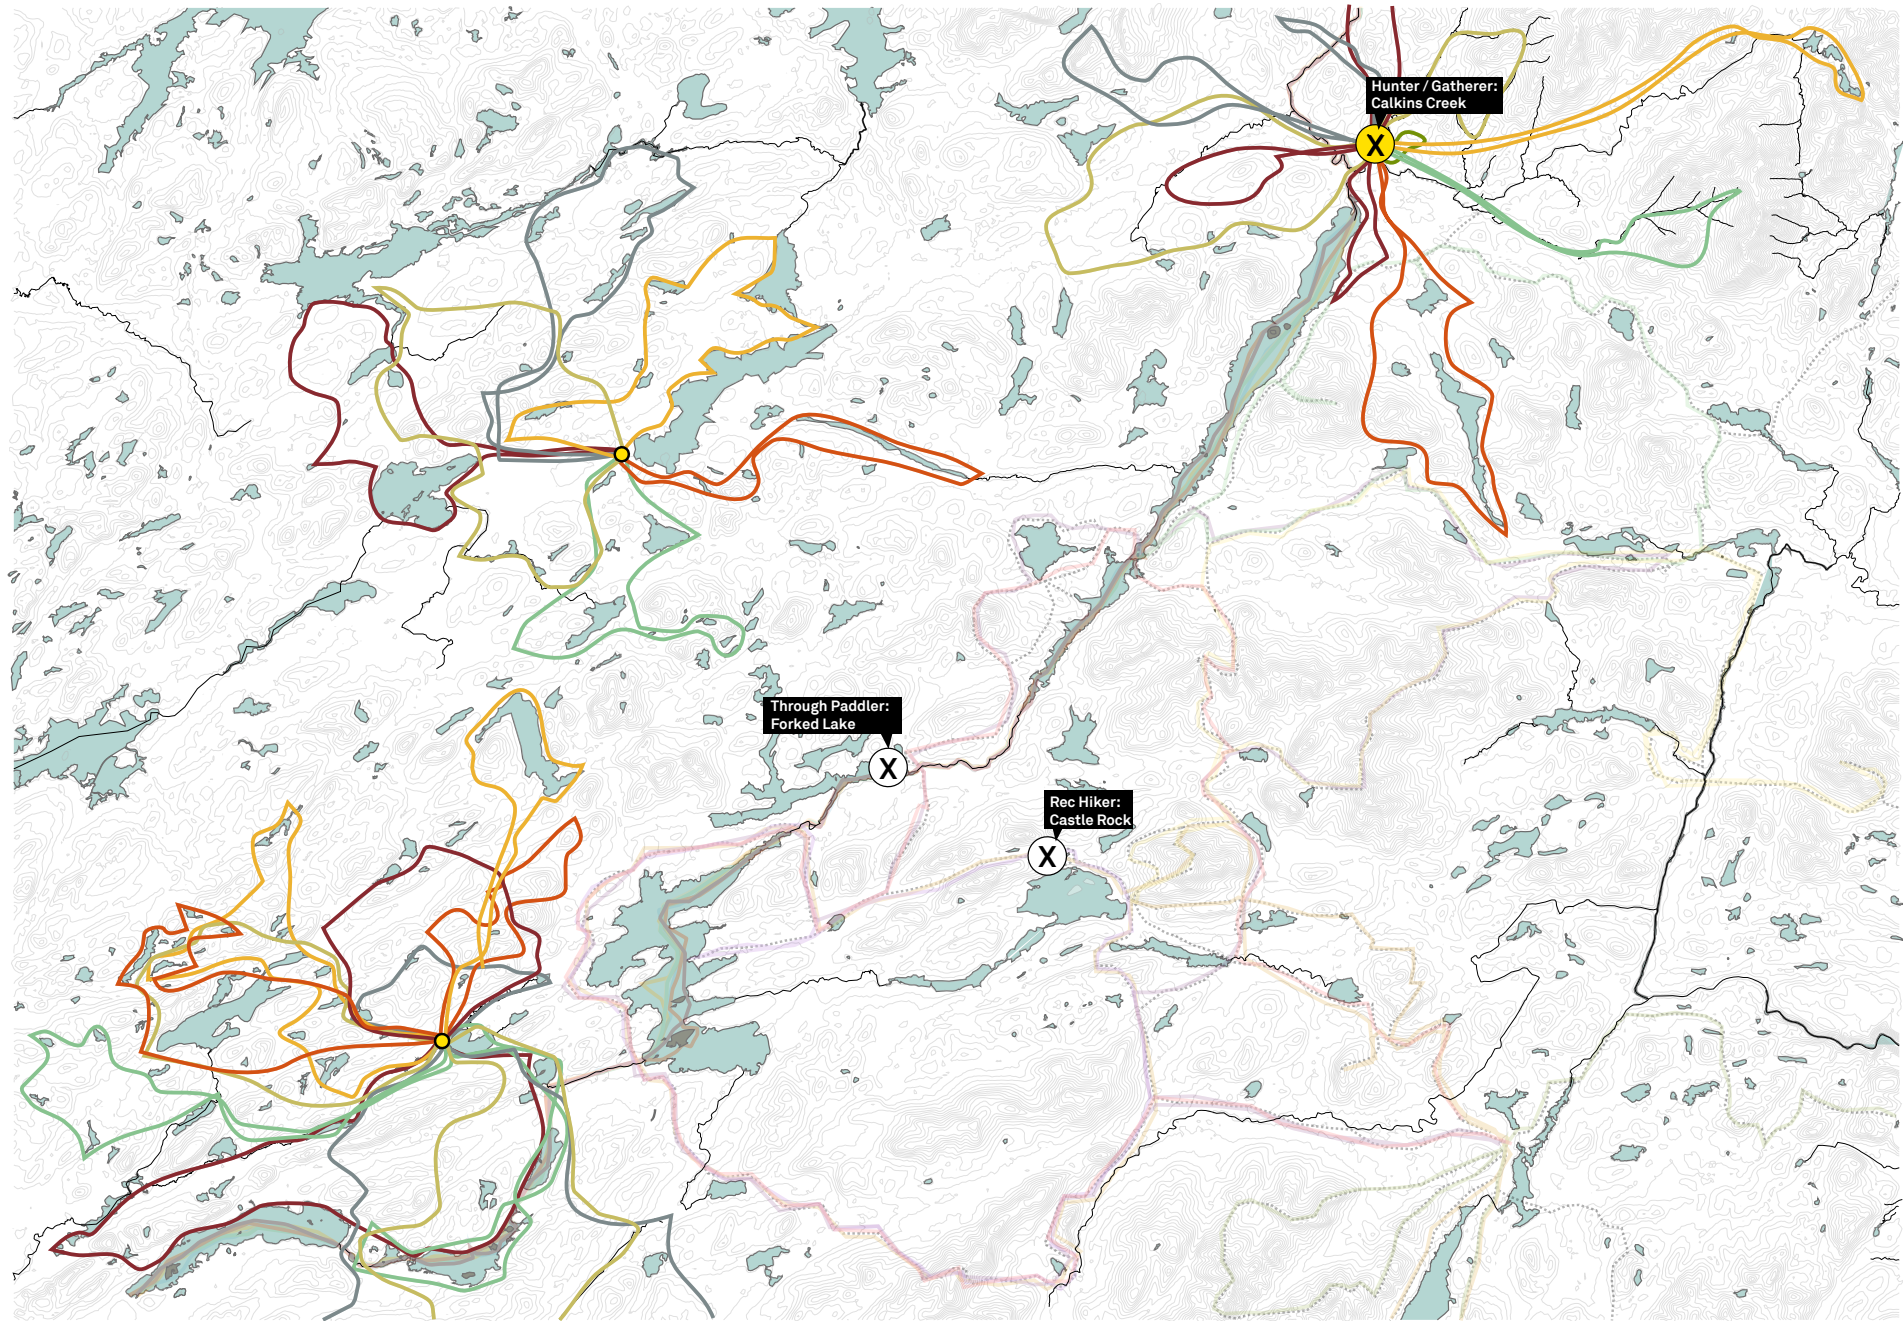 Hunter / Gatherer:
Calkins Creek
X
Through Paddler:
Forked Lake
X
Rec Hiker:
Castle Rock
X